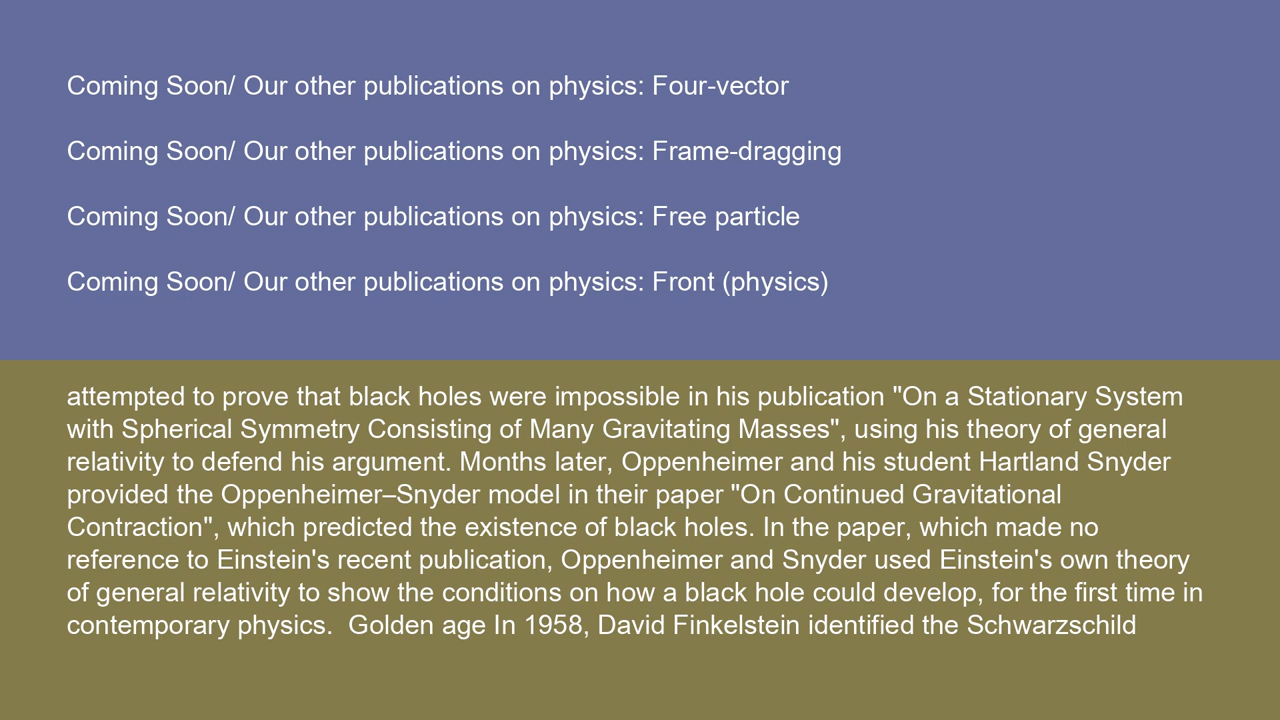 Coming Soon/ Our other publications on physics: Four-vector
Coming Soon/ Our other publications on physics: Frame-dragging
Coming Soon/ Our other publications on physics: Free particle
Coming Soon/ Our other publications on physics: Front (physics)
attempted to prove that black holes were impossible in his publication "On a Stationary System
with Spherical Symmetry Consisting of Many Gravitating Masses", using his theory of general
relativity to defend his argument. Months later, Oppenheimer and his student Hartland Snyder
provided the Oppenheimer–Snyder model in their paper "On Continued Gravitational
Contraction", which predicted the existence of black holes. In the paper, which made no
reference to Einstein's recent publication, Oppenheimer and Snyder used Einstein's own theory
of general relativity to show the conditions on how a black hole could develop, for the first time in
contemporary physics.  Golden age In 1958, David Finkelstein identified the Schwarzschild